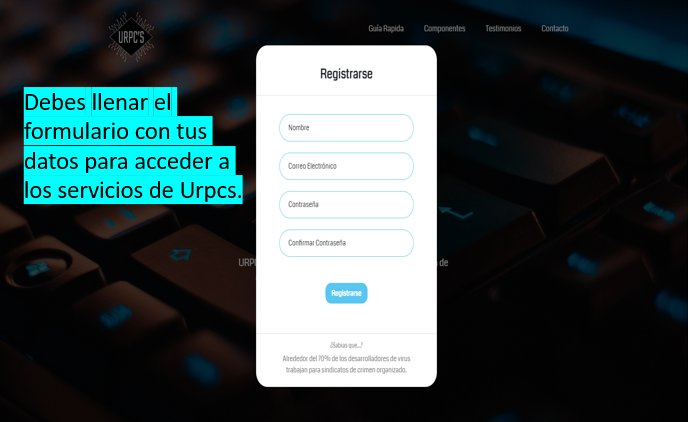 URPC'S
Guía Rapida Componentes Testimonios Contacto
Registrarse
Debes llenar el
formulario con tus
datos para acceder a
los servicios de Urpcs.
Nombre
Correo Electrónico
Contraseña
Confirmar Contraseña
URP
de
Registrarse
¿Sabias que...?
Alrededor del 70% de los desarrolladores de virus
trabajan para sindicatos de crimen organizado.